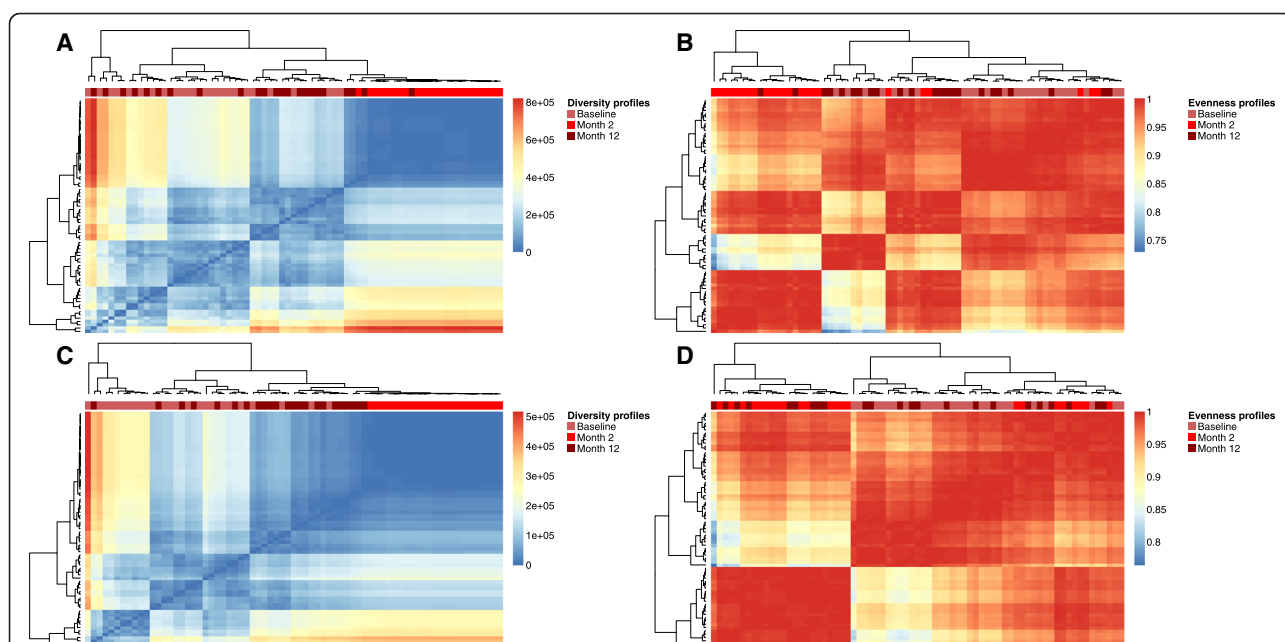 A
8e+05
6e+05
4e+05
2e+05
0
Diversity profiles
Baseline
Month 2
Month 12
B
1
0.95
0.9
0.85
0.8
0.75
Evenness profiles
Baseline
Month 2
Month 12
C
5e+05
4e+05
3e+05
2e+05
1e+05
0
Diversity profiles
Baseline
Month 2
Month 12
D
1
0.95
0.9
0.85
0.8
Evenness profiles
Baseline
Month 2
Month 12